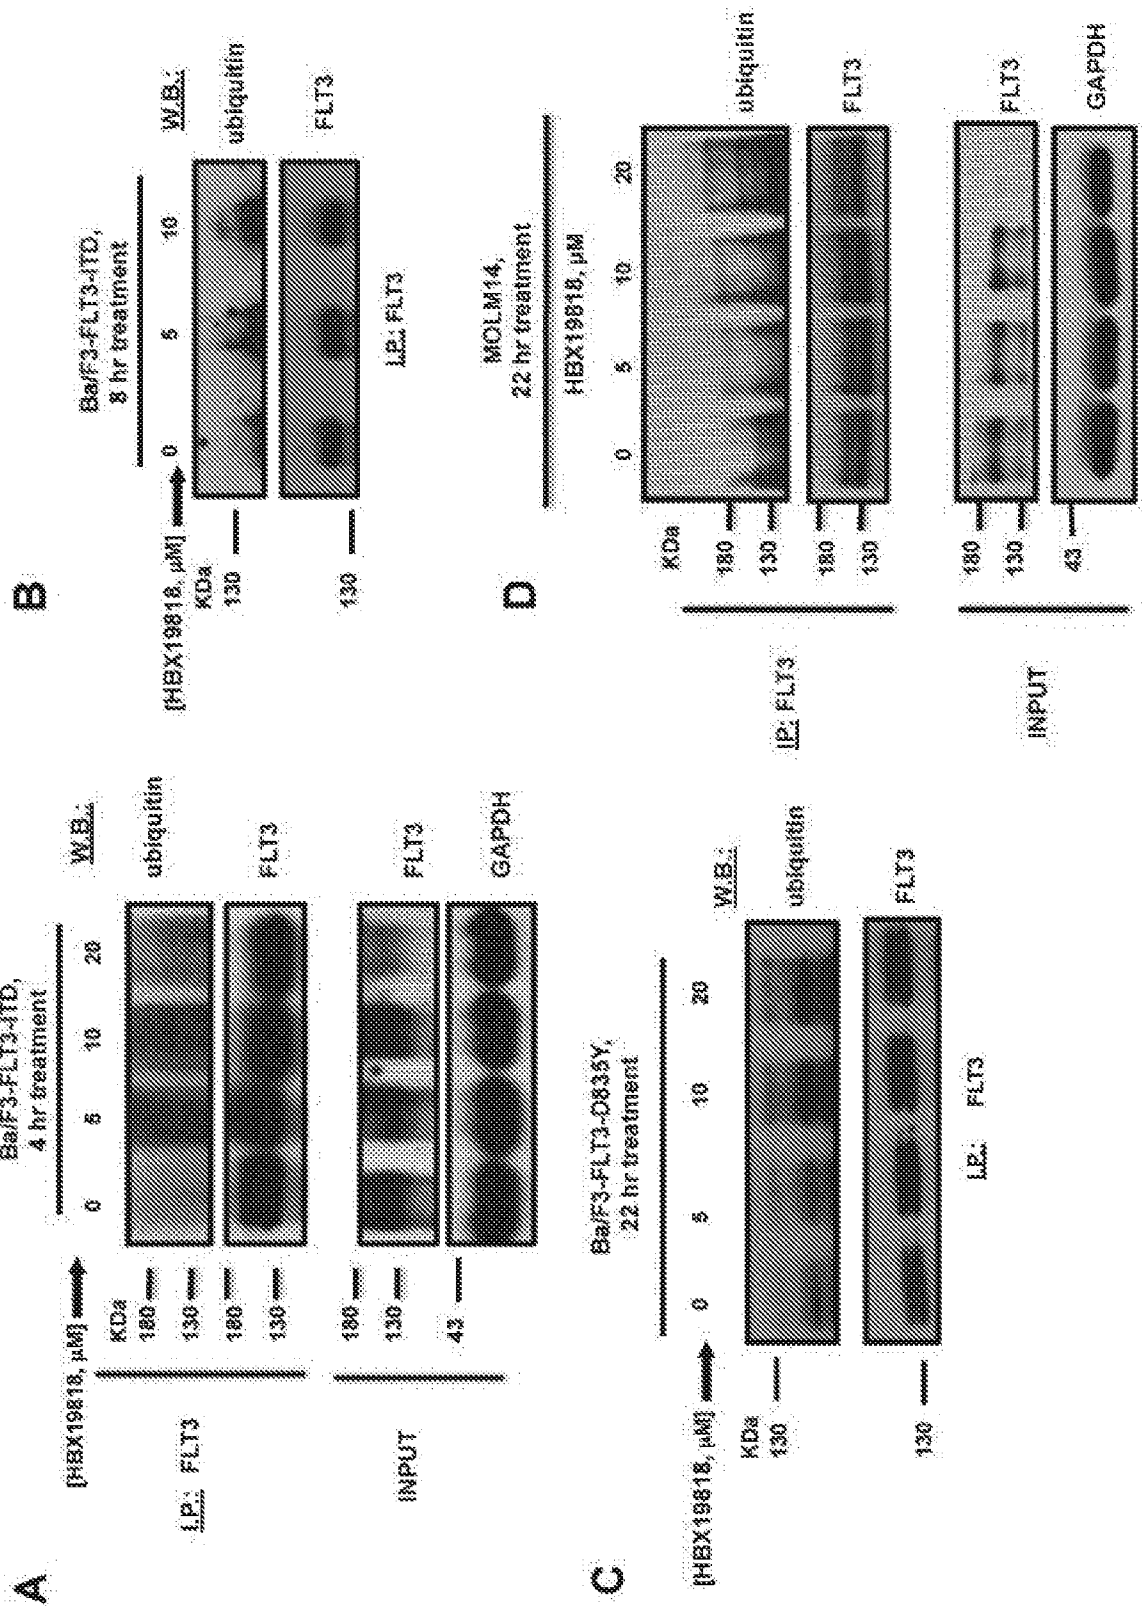 A
Ba/F3-FLT3-ITD,
4 hr treatment
[HBX19818, µM]
0 5 10 20
W.B.:
KDa
180
130
ubiquitin
180
130
FLT3
I.P.: FLT3
180
130
FLT3
43
GAPDH
INPUT
B
Ba/F3-FLT3-ITD,
8 hr treatment
[HBX19818, µM]
0 5 10
W.B.:
KDa
130
ubiquitin
130
FLT3
I.P.: FLT3
C
Ba/F3-FLT3-D835Y,
22 hr treatment
[HBX19818, µM]
0 5 10 20
W.B.:
KDa
130
ubiquitin
130
FLT3
I.P.: FLT3
D
MOLM14,
22 hr treatment
HBX19818, µM
0 5 10 20
KDa
180
130
ubiquitin
180
130
FLT3
IP: FLT3
180
130
FLT3
43
GAPDH
INPUT